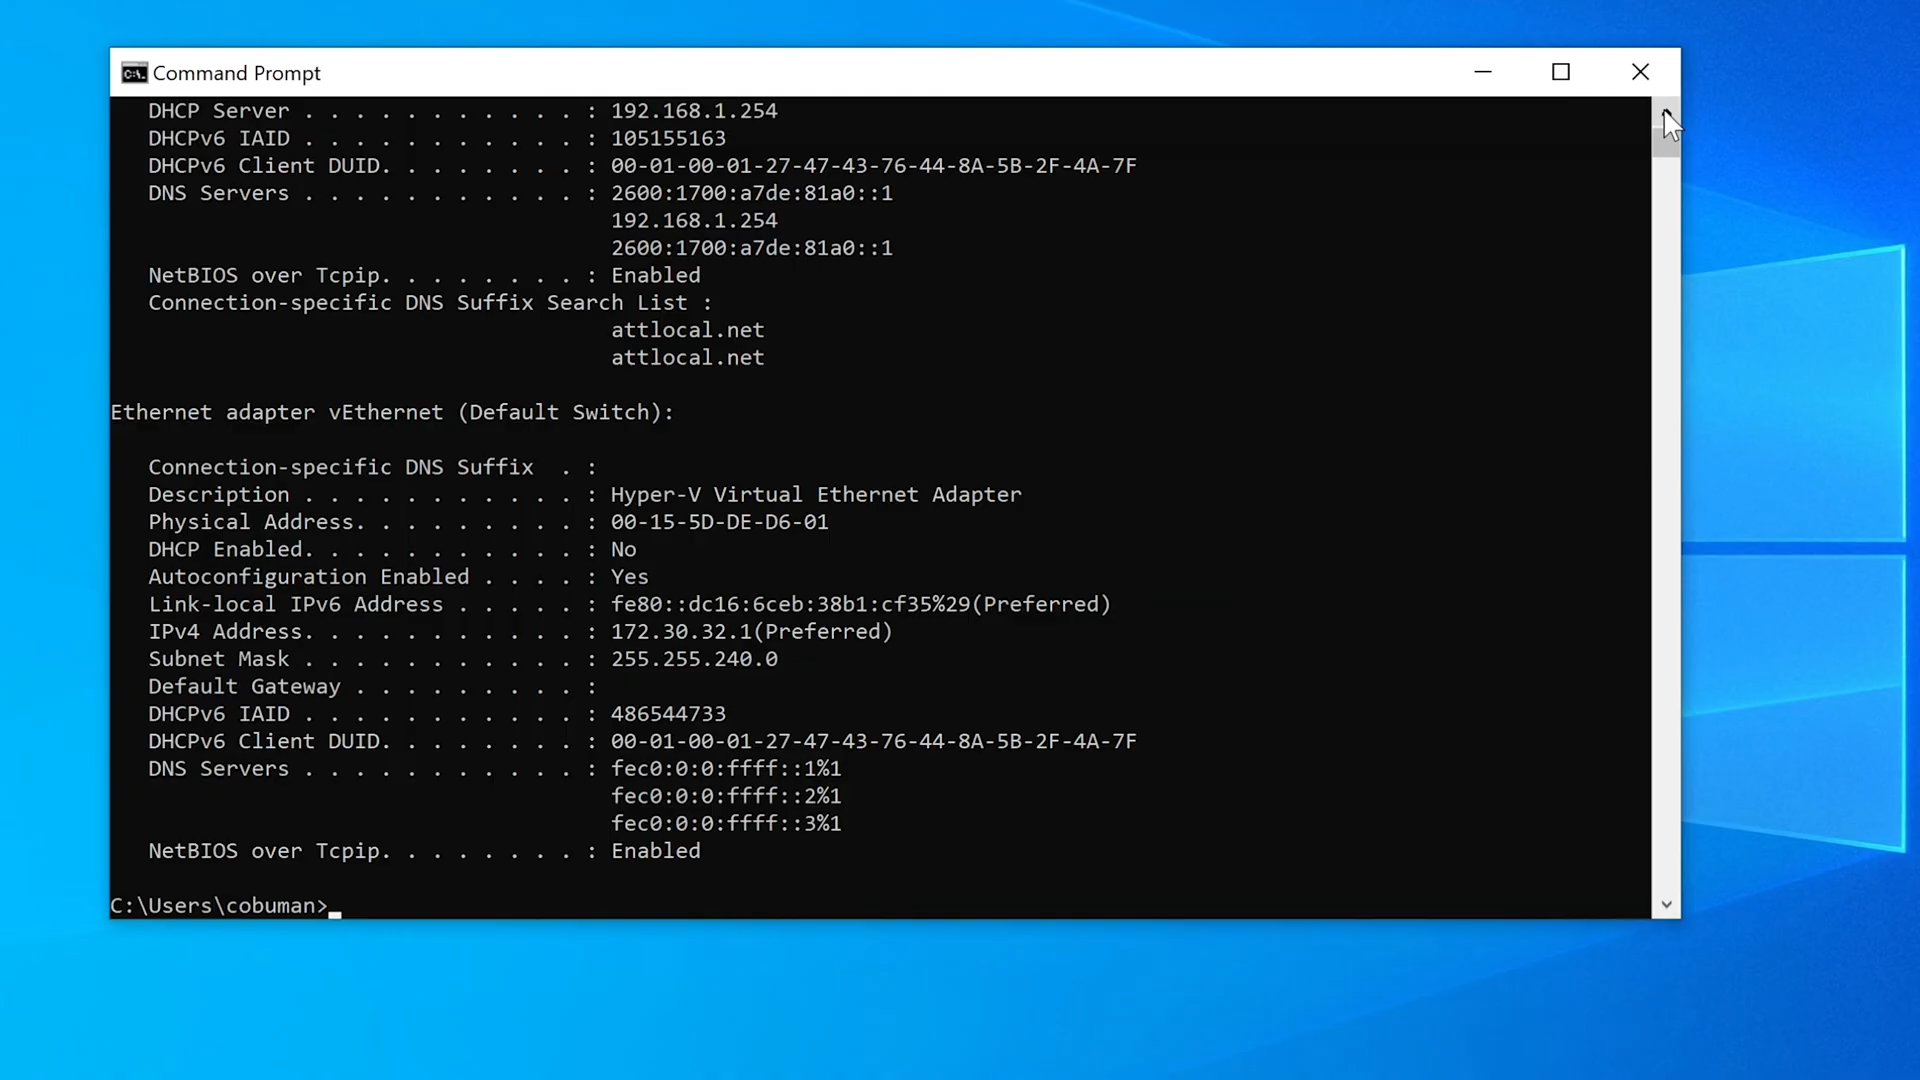 C:\. Command Prompt
DHCP Server . . . . . . . . . . . : 192.168.1.254
DHCPv6 IAID . . . . . . . . . . . : 105155163
DHCPv6 Client DUID. . . . . . . . : 00-01-00-01-27-47-43-76-44-8A-5B-2F-4A-7F
DNS Servers . . . . . . . . . . . : 2600:1700:a7de:81a0::1
192.168.1.254
2600:1700:a7de:81a0::1
NetBIOS over Tcpip. . . . . . . . : Enabled
Connection-specific DNS Suffix Search List :
attlocal.net
attlocal.net
Ethernet adapter vEthernet (Default Switch):
Connection-specific DNS Suffix  . :
Description . . . . . . . . . . . : Hyper-V Virtual Ethernet Adapter
Physical Address. . . . . . . . . : 00-15-5D-DE-D6-01
DHCP Enabled. . . . . . . . . . . : No
Autoconfiguration Enabled . . . . : Yes
Link-local IPv6 Address . . . . . : fe80::dc16:6ceb:38b1:cf35%29(Preferred)
IPv4 Address. . . . . . . . . . . : 172.30.32.1(Preferred)
Subnet Mask . . . . . . . . . . . : 255.255.240.0
Default Gateway . . . . . . . . . :
DHCPv6 IAID . . . . . . . . . . . : 486544733
DHCPv6 Client DUID. . . . . . . . : 00-01-00-01-27-47-43-76-44-8A-5B-2F-4A-7F
DNS Servers . . . . . . . . . . . : fec0:0:0:ffff::1%1
fec0:0:0:ffff::2%1
fec0:0:0:ffff::3%1
NetBIOS over Tcpip. . . . . . . . : Enabled
C:\Users\cobuman>_